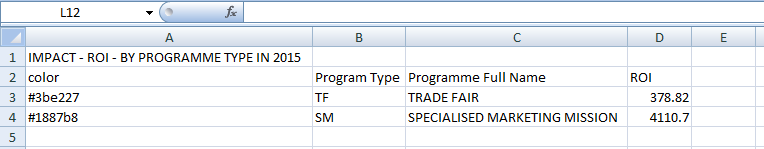 L12 fx
A B C D E
1 IMPACT - ROI - BY PROGRAMME TYPE IN 2015
2 color Program Type Programme Full Name ROI
3 #3be227 TF TRADE FAIR 378.82
4 #1887b8 SM SPECIALISED MARKETING MISSION 4110.7
5